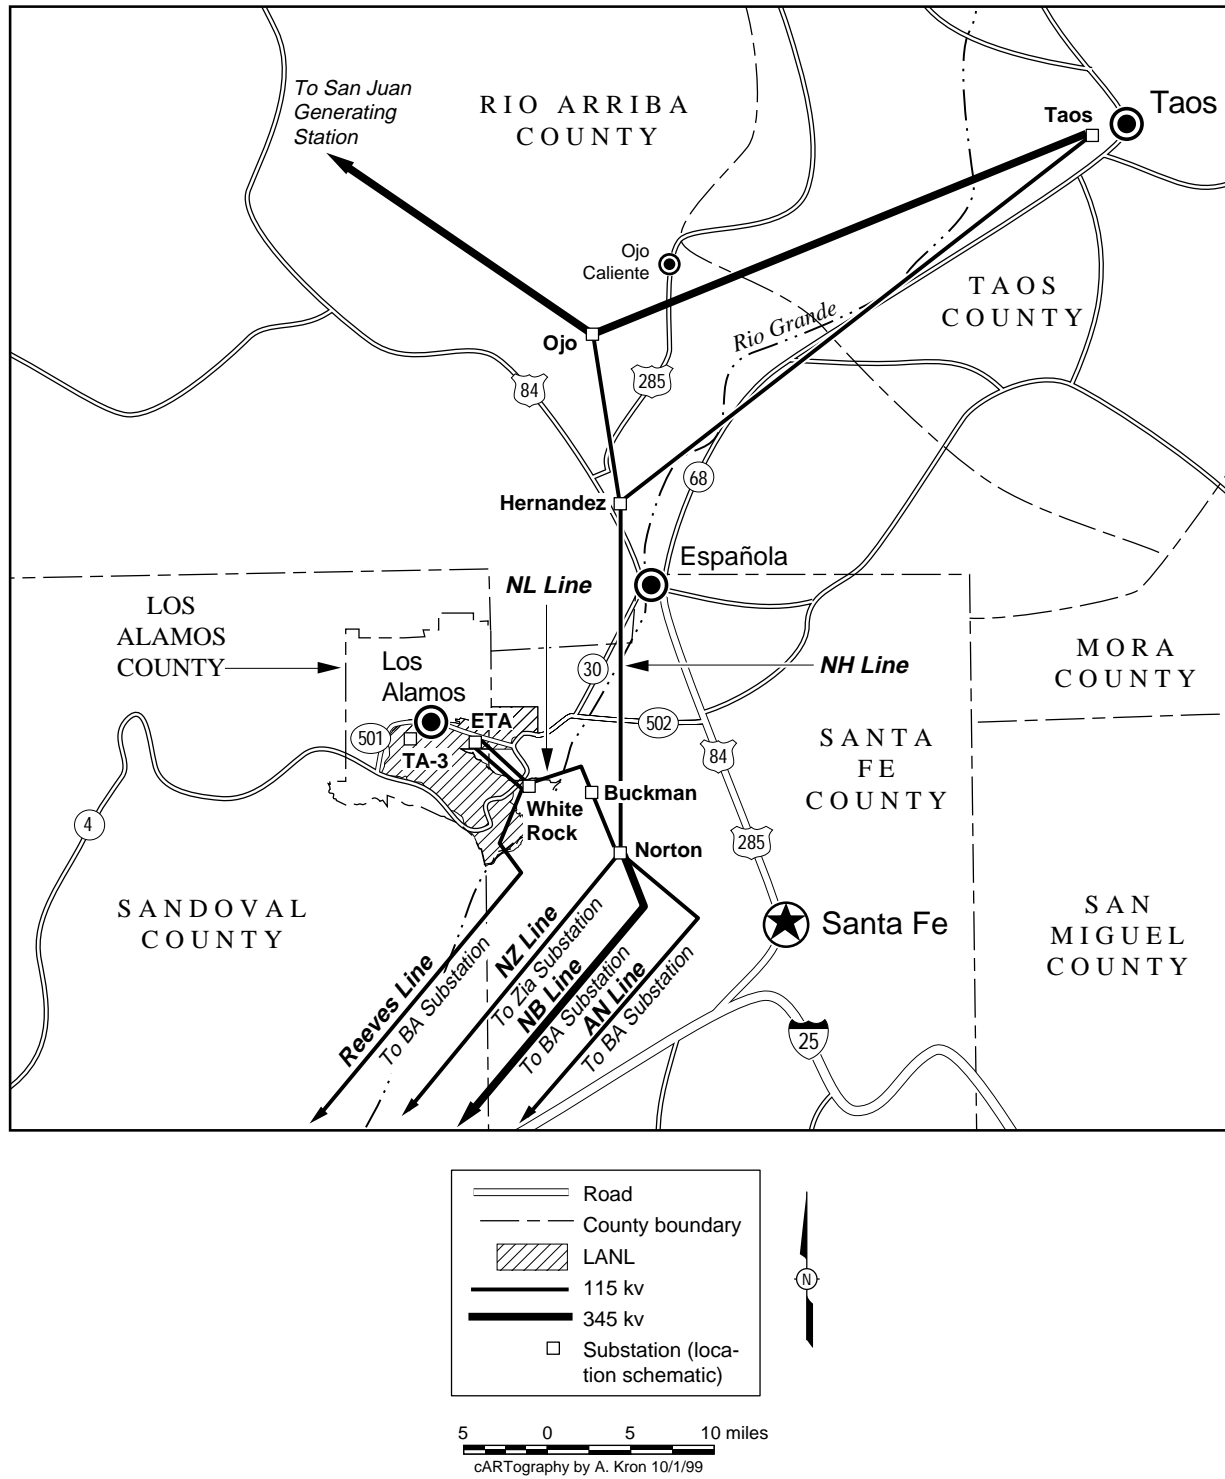 To San Juan
Generating
Station
RIO ARRIBA
COUNTY
Taos
Taos
Ojo
Caliente
TAOS
COUNTY
Rio Grande
Ojo
84
285
68
Hernandez
Española
NL Line
LOS
ALAMOS
COUNTY
MORA
COUNTY
NH Line
30
Los
Alamos
ETA
502
501
TA-3
SANTA
FE
COUNTY
84
White
Rock
Buckman
4
285
Norton
SANDOVAL
COUNTY
Santa Fe
SAN
MIGUEL
COUNTY
Reeves Line
To BA Substation
NZ Line
To Zia Substation
NB Line
To BA Substation
AN Line
To BA Substation
25
Road
County boundary
LANL
115 kv
345 kv
Substation (loca-
tion schematic)
N
5 0 5 10 miles
cARTography by A. Kron 10/1/99